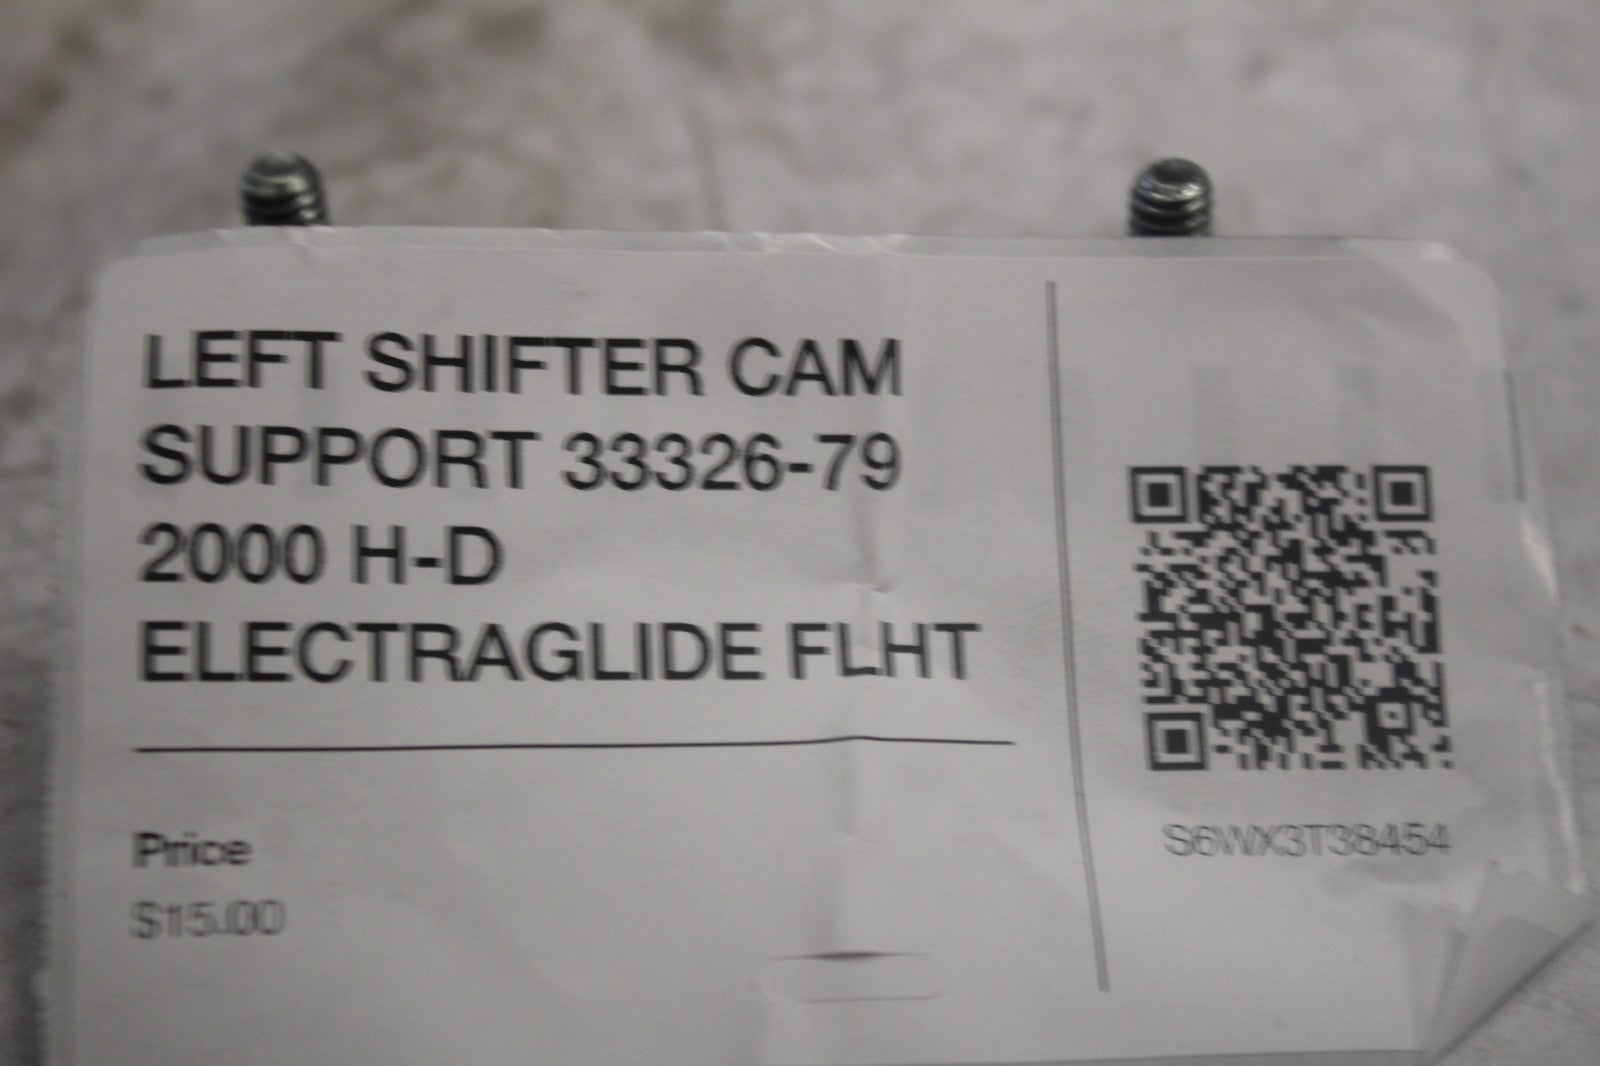 LEFT SHIFTER CAM
SUPPORT 33326-79
2000 H-D
ELECTRAGLIDE FLHT
Price
$15.00
S6WX3T38454